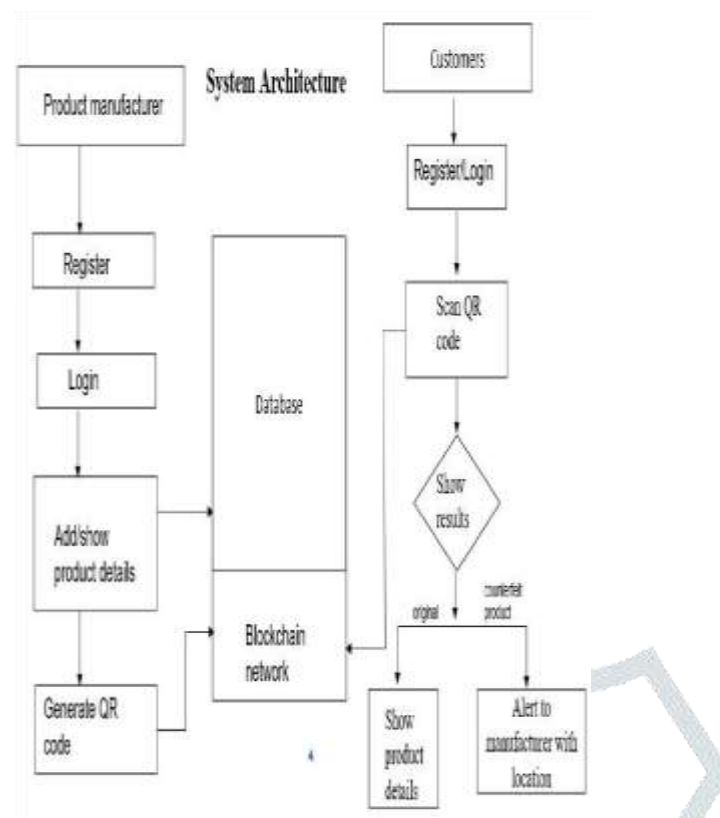 System Architecture
Customers
Product manufacturer
Register/Login
Register
Scan QR
code
Login
Database
Show
results
Add/show
product details
original
counterfeit
product
Blockchain
network
Generate QR
code
Show
product
details
Alert to
manufacturer with
location
4